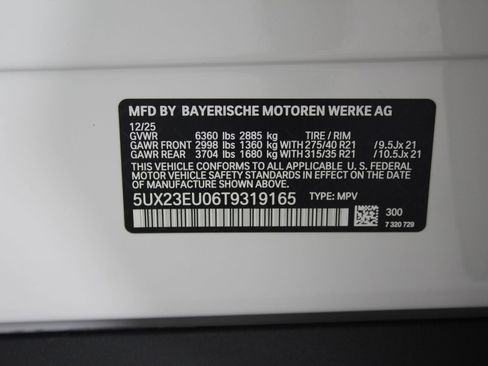 MFD BY BAYERISCHE MOTOREN WERKE AG
12/25
GVWR 6360 lbs 2885 kg TIRE / RIM
GAWR FRONT 2998 lbs 1360 kg WITH 275/40 R21 /9.5Jx 21
GAWR REAR 3704 lbs 1680 kg WITH 315/35 R21 /10.5Jx 21
THIS VEHICLE CONFORMS TO ALL APPLICABLE U. S. FEDERAL
MOTOR VEHICLE SAFETY STANDARDS IN EFFECT ON THE
DATE OF MANUFACTURE SHOWN ABOVE.
5UX23EU06T9319165 TYPE: MPV
300
7 320 729